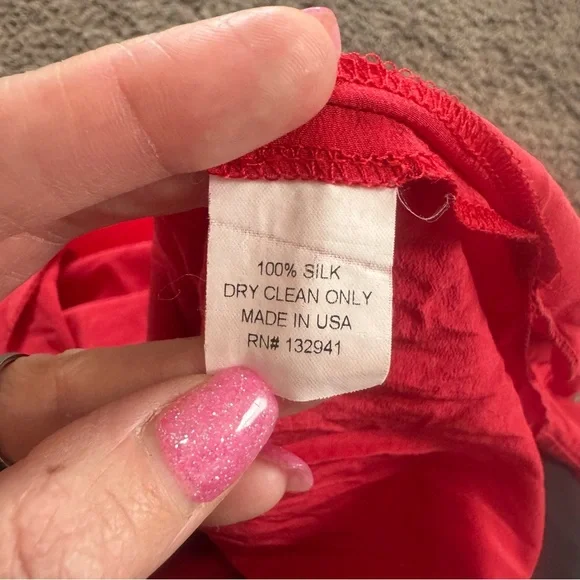 100% SILK
DRY CLEAN ONLY
MADE IN USA
RN# 132941